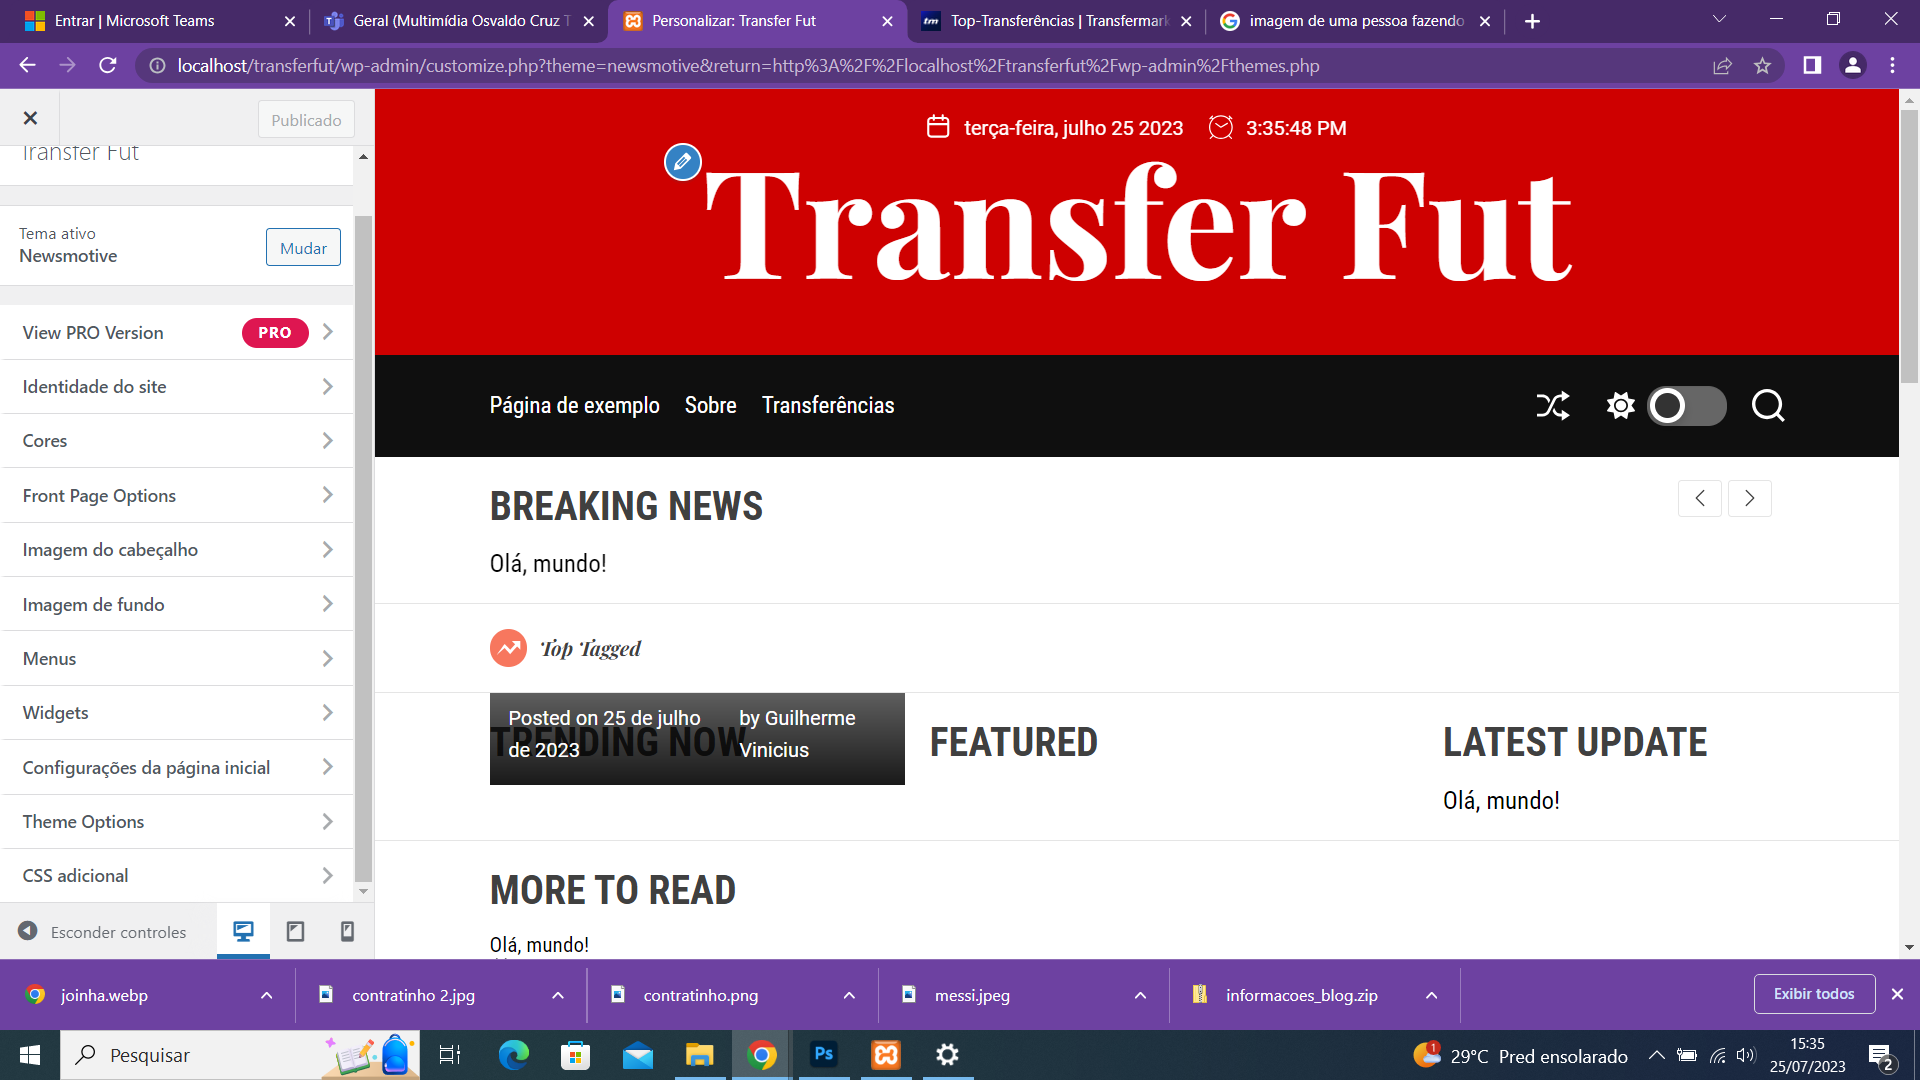 Entrar | Microsoft Teams
Geral (Multimídia Osvaldo Cruz T
Personalizar: Transfer Fut
Top-Transferências | Transfermark
imagem de uma pessoa fazendo
localhost/transferfut/wp-admin/customize.php?theme=newsmotive&return=http%3A%2F%2Flocalhost%2Ftransferfut%2Fwp-admin%2Fthemes.php
Publicado
Transfer Fut
Tema ativo
Newsmotive
Mudar
View PRO Version
PRO
Identidade do site
Cores
Front Page Options
Imagem do cabeçalho
Imagem de fundo
Menus
Widgets
Configurações da página inicial
Theme Options
CSS adicional
Esconder controles
terça-feira, julho 25 2023
3:35:48 PM
Transfer Fut
Página de exemplo
Sobre
Transferências
BREAKING NEWS
Olá, mundo!
Top Tagged
TRENDING NOW
Posted on 25 de julho
de 2023
by Guilherme
Vinicius
FEATURED
LATEST UPDATE
Olá, mundo!
MORE TO READ
Olá, mundo!
joinha.webp
contratinho 2.jpg
contratinho.png
messi.jpeg
informacoes_blog.zip
Exibir todos
Pesquisar
Ps
1
29°C Pred ensolarado
15:35
25/07/2023
2